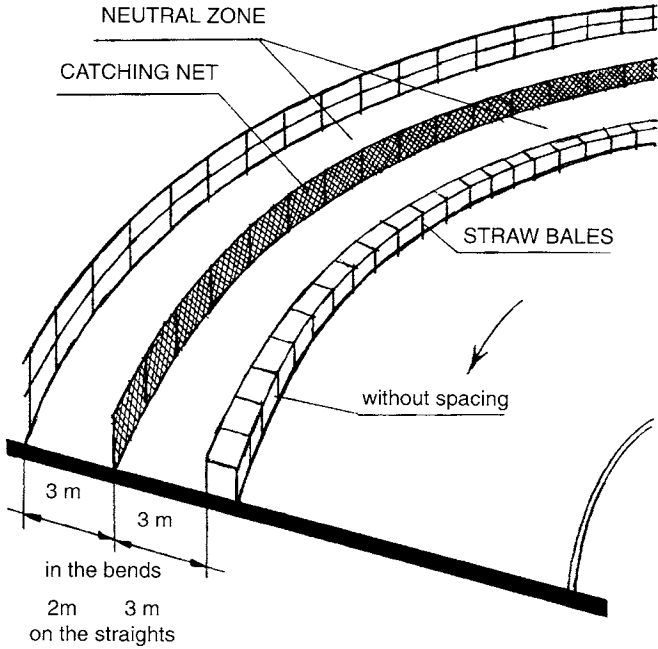 NEUTRAL ZONE
CATCHING NET
STRAW BALES
without spacing
3 m
3 m
in the bends
2m 3 m
on the straights